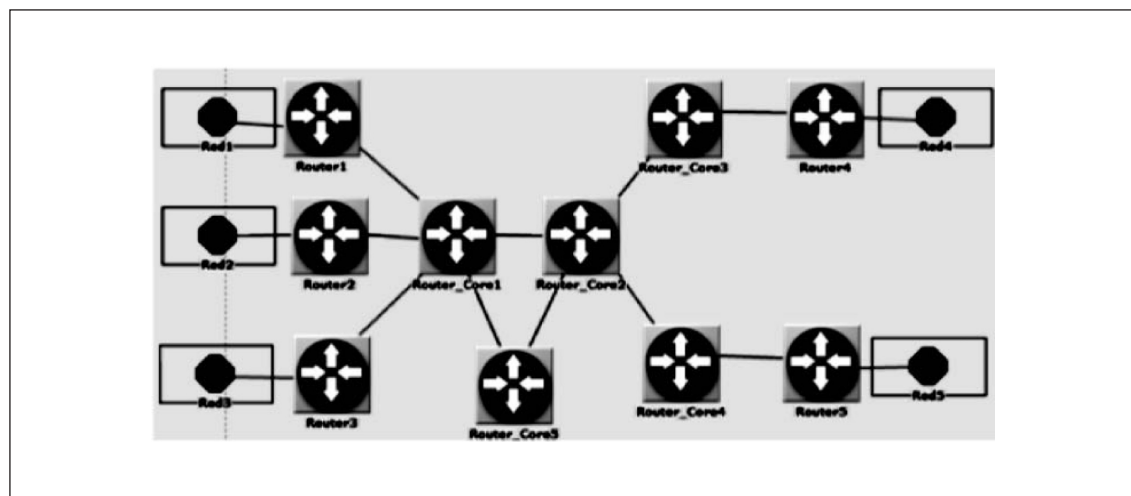 Red1
Router1
Router_Core3
Router4
Red4
Red2
Router2
Router_Core1
Router_Core2
Red3
Router3
Router_Core5
Router_Core4
Router5
Red5